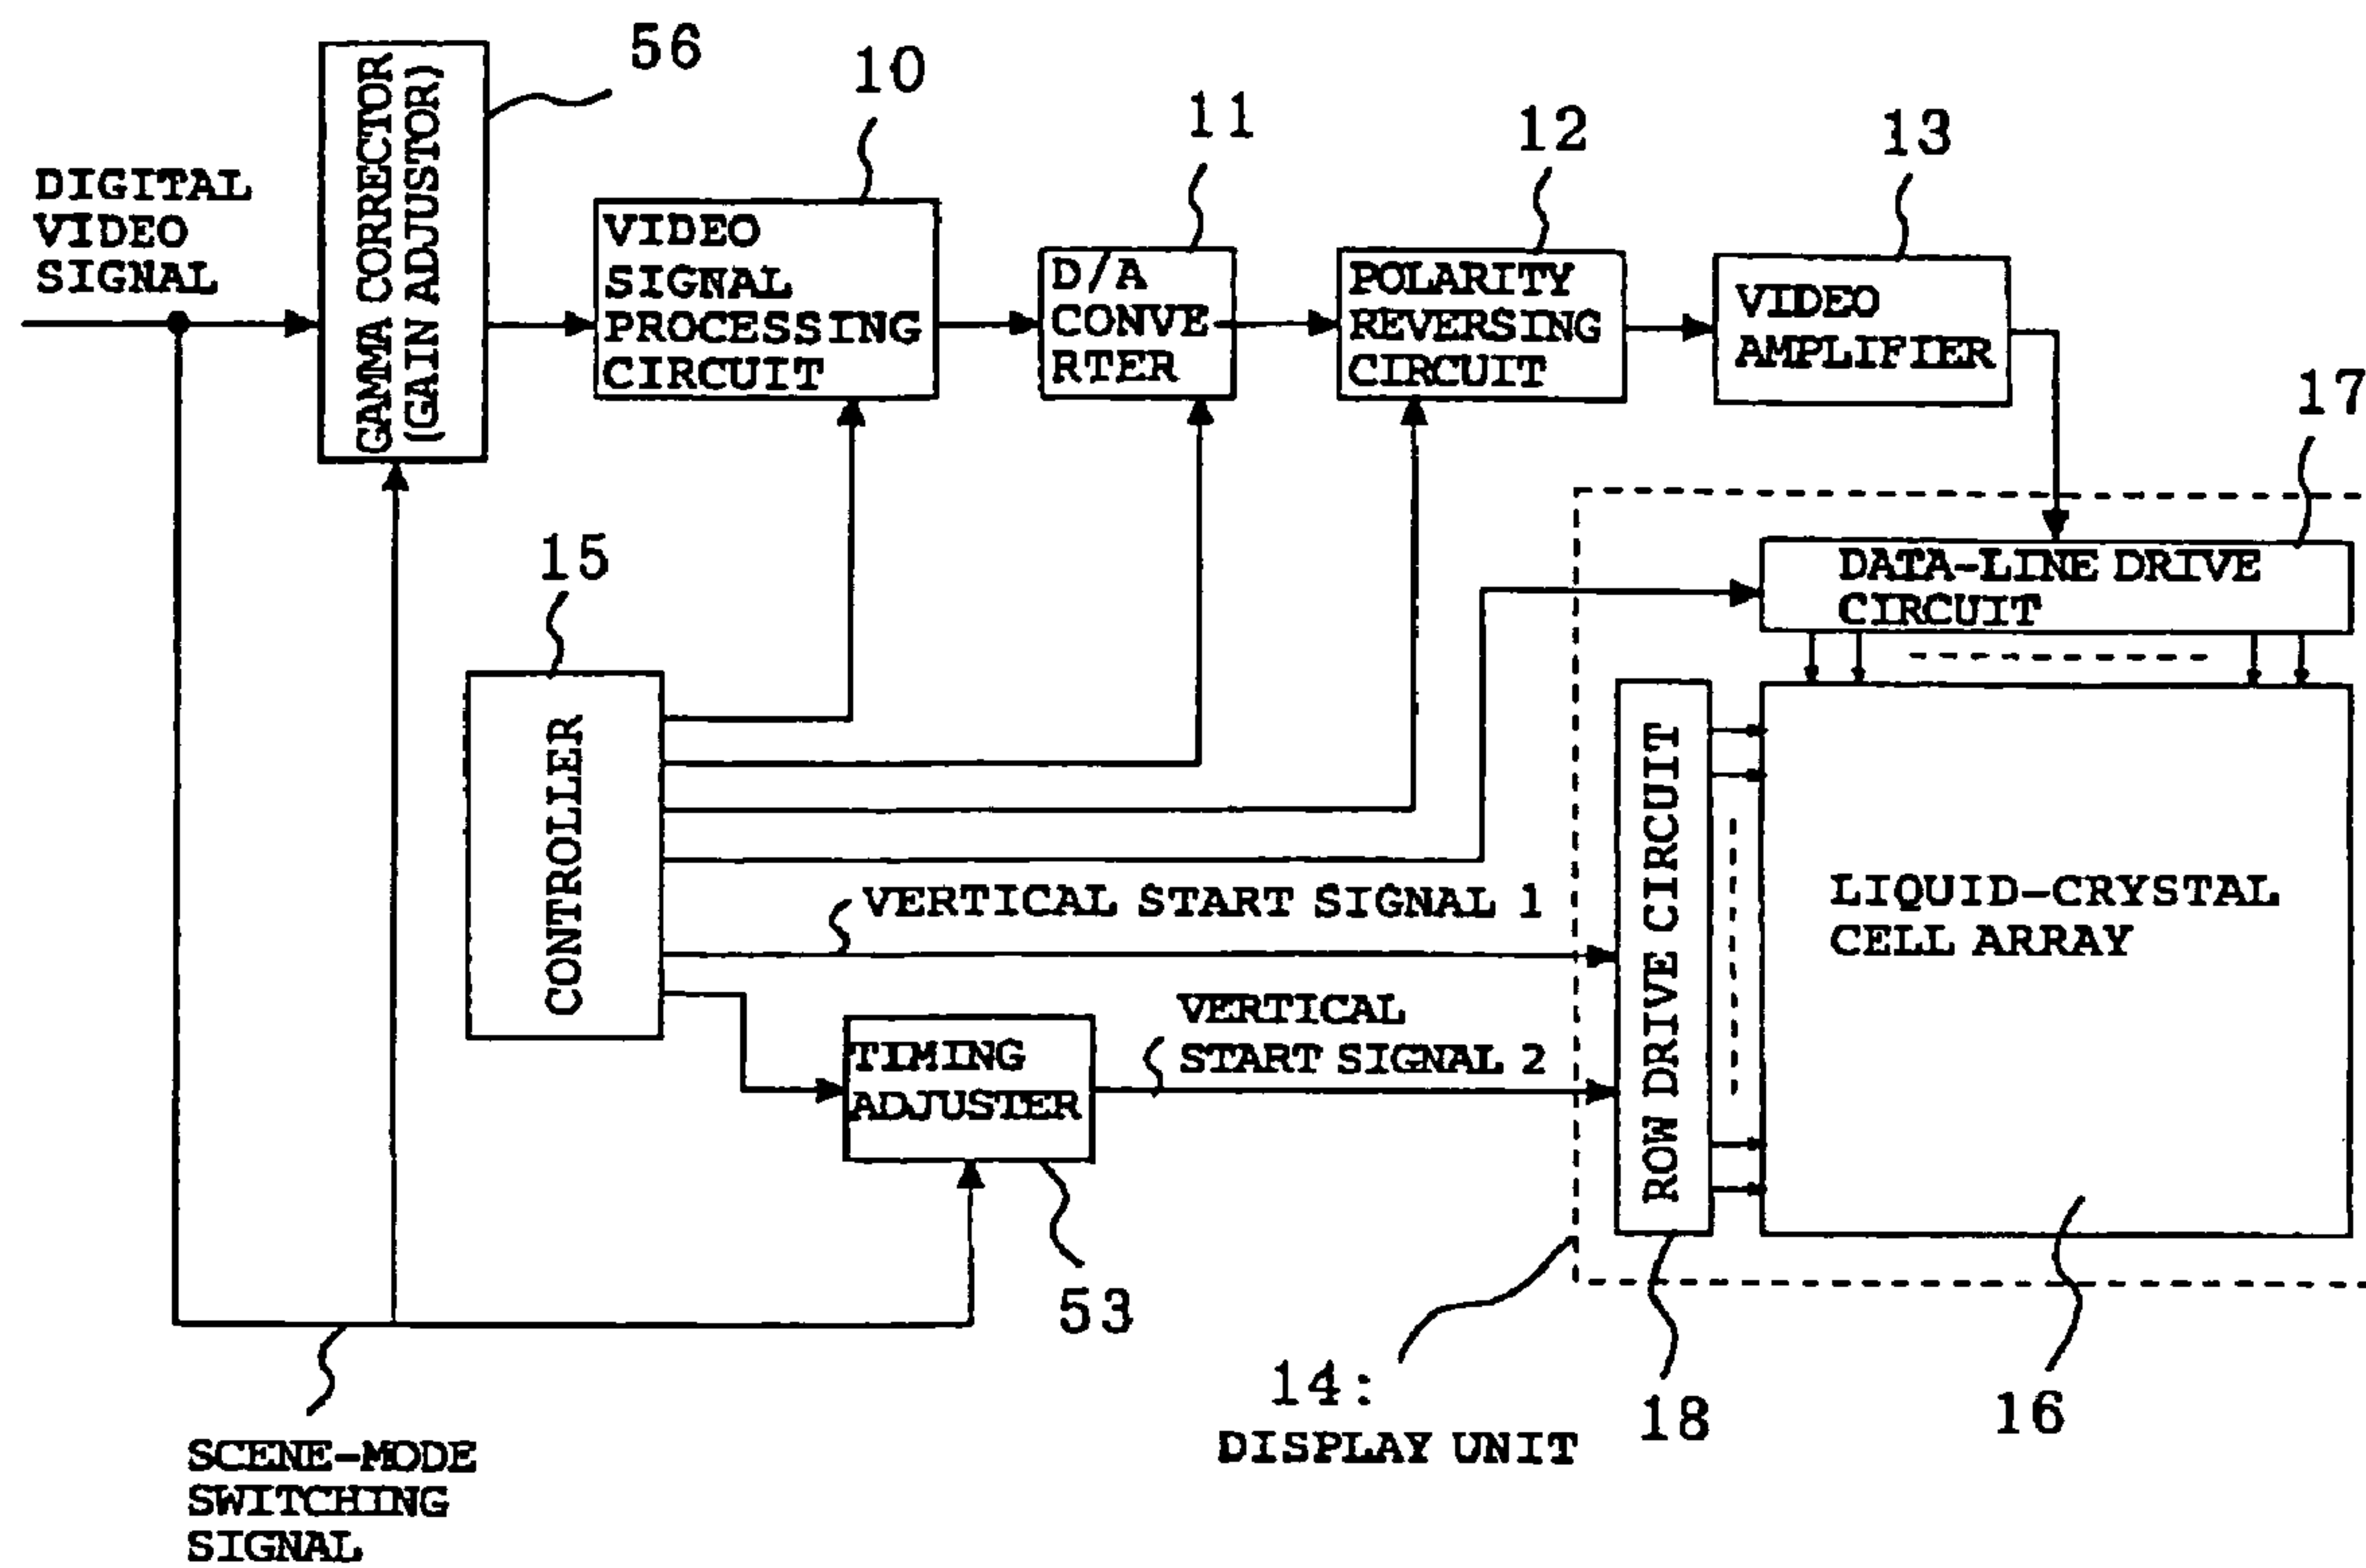 56
10
11
12
13
DIGITAL
VIDEO
SIGNAL
GAMMA CORRECTOR
(GAIN ADJUSTOR)
VIDEO
SIGNAL
PROCESSING
CIRCUIT
D/A
CONVE
RTER
POLARITY
REVERSING
CIRCUIT
VIDEO
AMPLIFIER
17
15
DATA-LINE DRIVE
CIRCUIT
CONTROLLER
VERTICAL START SIGNAL 1
ROW DRIVE CIRCUIT
LIQUID-CRYSTAL
CELL ARRAY
VERTICAL
START SIGNAL 2
TIMING
ADJUSTER
53
14:
DISPLAY UNIT
18
16
SCENE-MODE
SWITCHING
SIGNAL